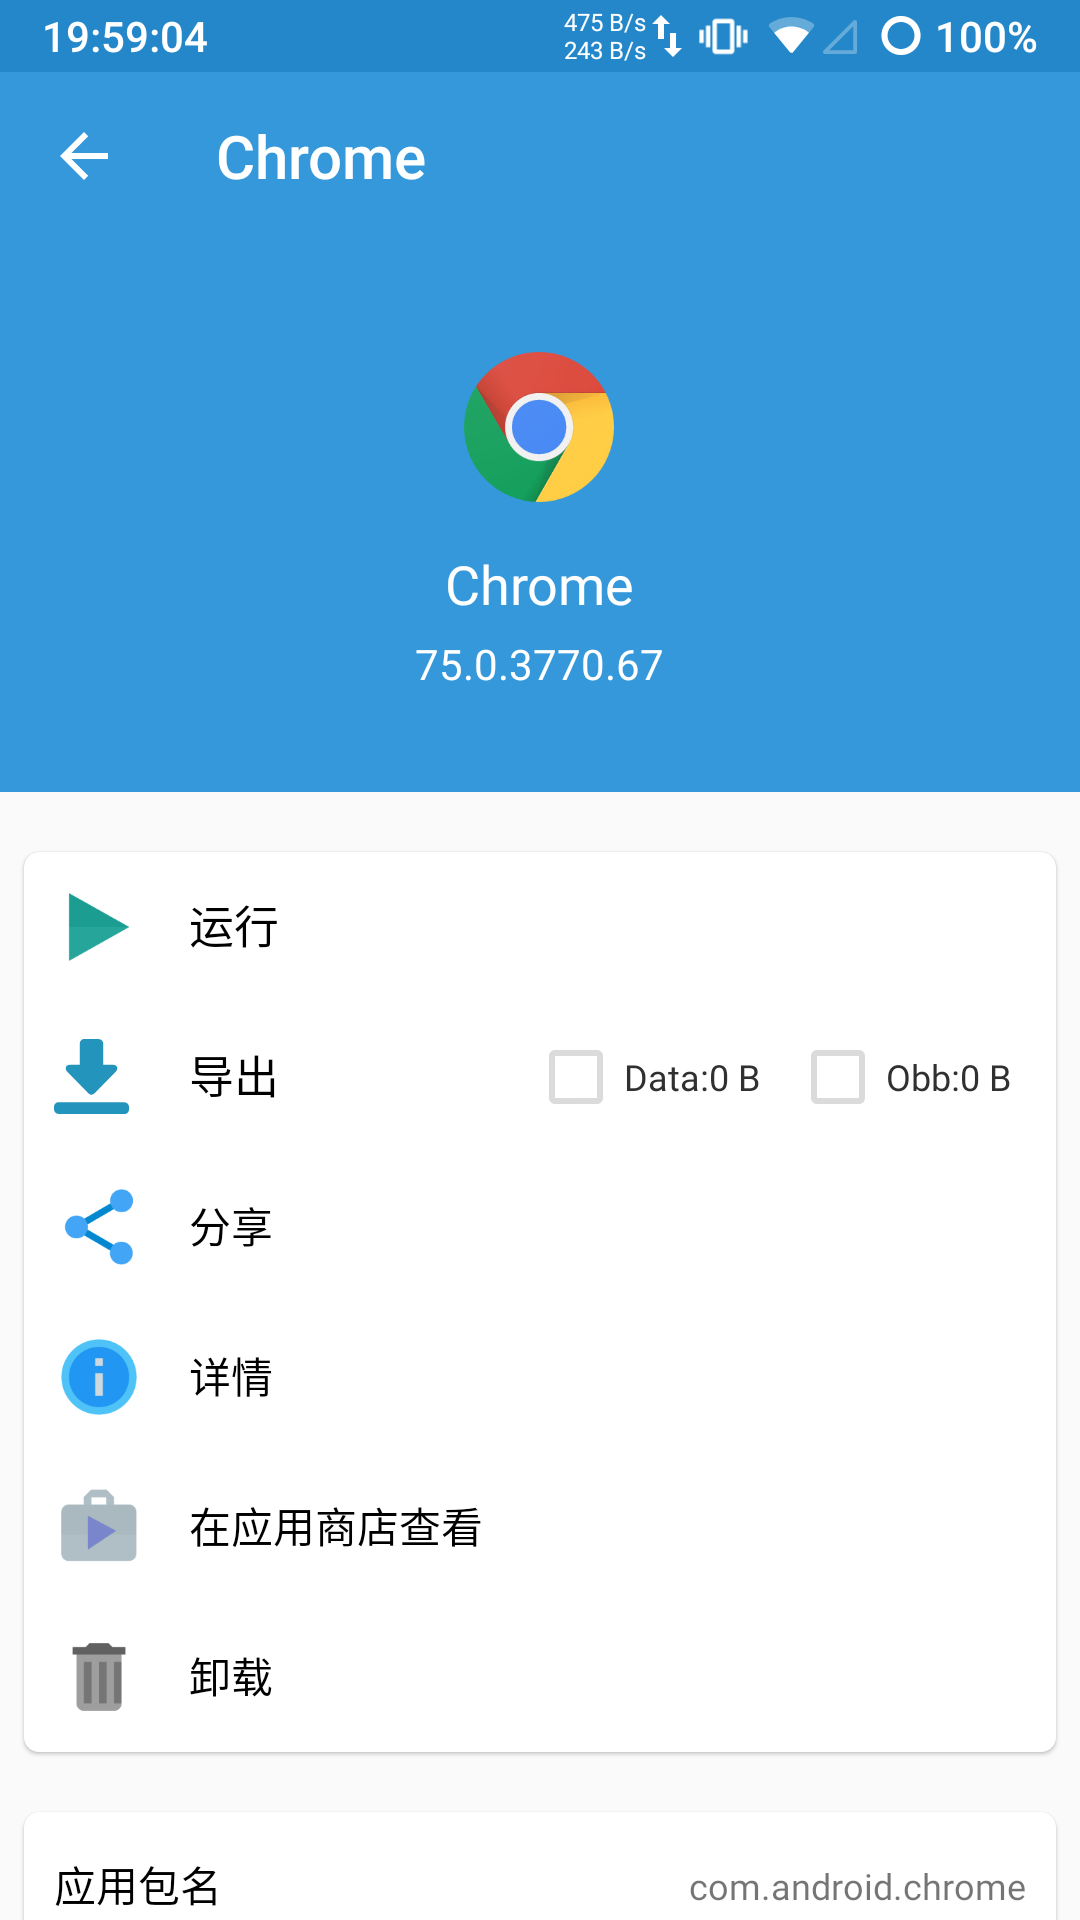 19:59:04
475 B/s
243 B/s
100%
Chrome
Chrome
75.0.3770.67
运行
导出
Data:0 B
Obb:0 B
分享
详情
在应用商店查看
卸载
应用包名
com.android.chrome